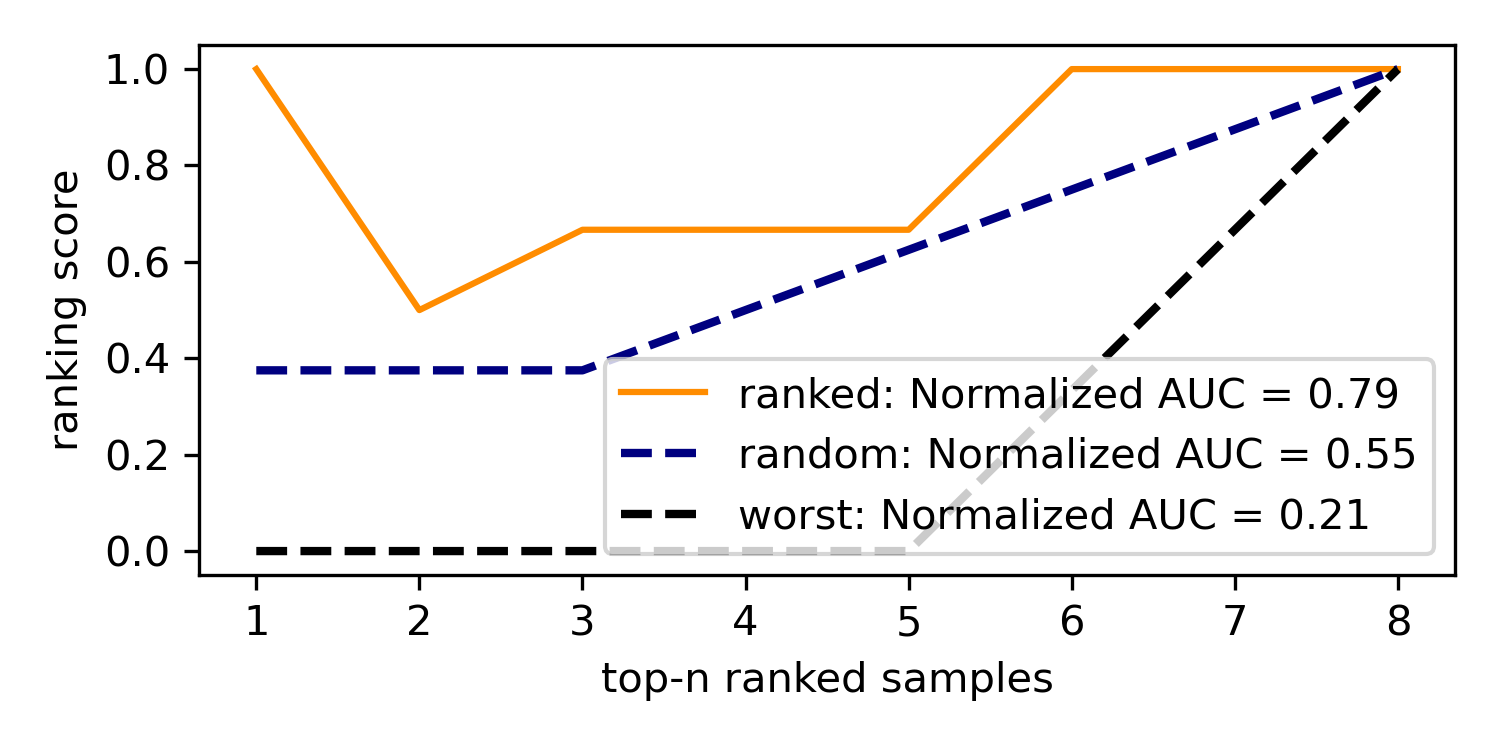 1.0
0.8
0.6
0.4
0.2
0.0
ranking score
ranked: Normalized AUC = 0.79
random: Normalized AUC = 0.55
worst: Normalized AUC = 0.21
1 2 3 4 5 6 7 8
top-n ranked samples